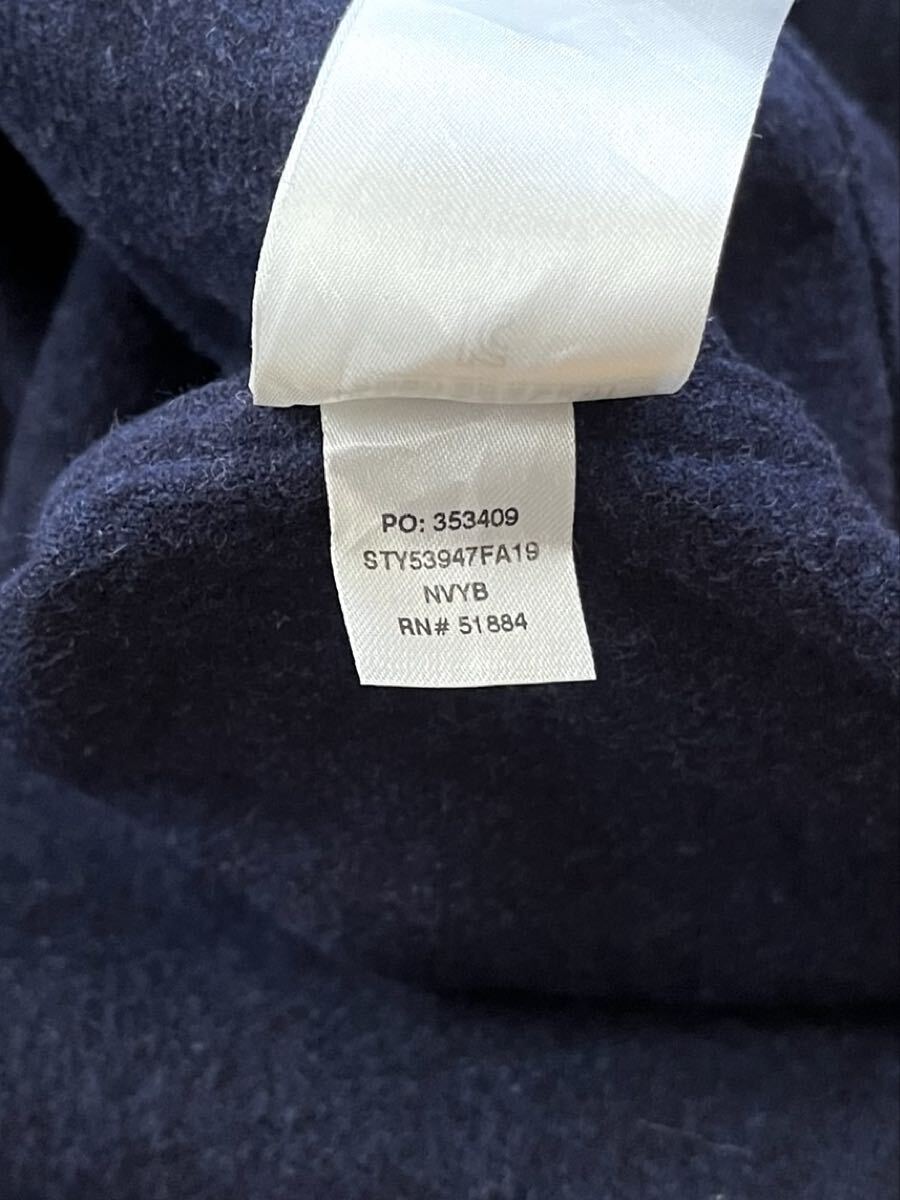 PO: 353409
STY53947FA19
NVYB
RN# 51884